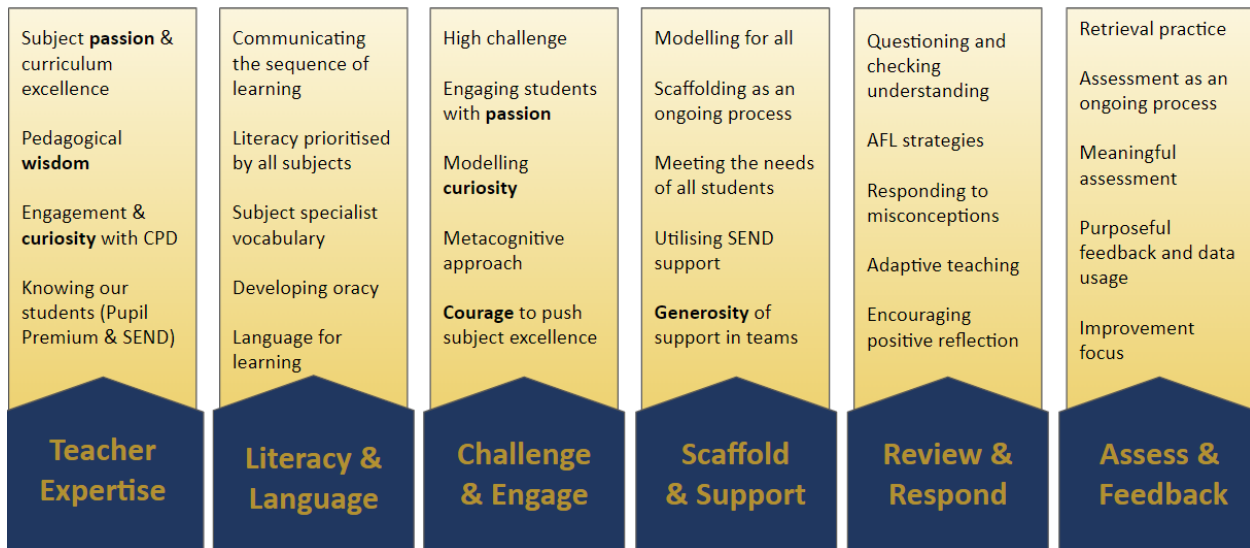 Subject passion &
curriculum
excellence
Pedagogical
wisdom
Engagement &
curiosity with CPD
Knowing our
students (Pupil
Premium & SEND)
Teacher
Expertise
Communicating
the sequence of
learning
Literacy prioritised
by all subjects
Subject specialist
vocabulary
Developing oracy
Language for
learning
Literacy &
Language
High challenge
Engaging students
with passion
Modelling
curiosity
Metacognitive
approach
Courage to push
subject excellence
Challenge
& Engage
Modelling for all
Scaffolding as an
ongoing process
Meeting the needs
of all students
Utilising SEND
support
Generosity of
support in teams
Scaffold
& Support
Questioning and
checking
understanding
AFL strategies
Responding to
misconceptions
Adaptive teaching
Encouraging
positive reflection
Review &
Respond
Retrieval practice
Assessment as an
ongoing process
Meaningful
assessment
Purposeful
feedback and data
usage
Improvement
focus
Assess &
Feedback